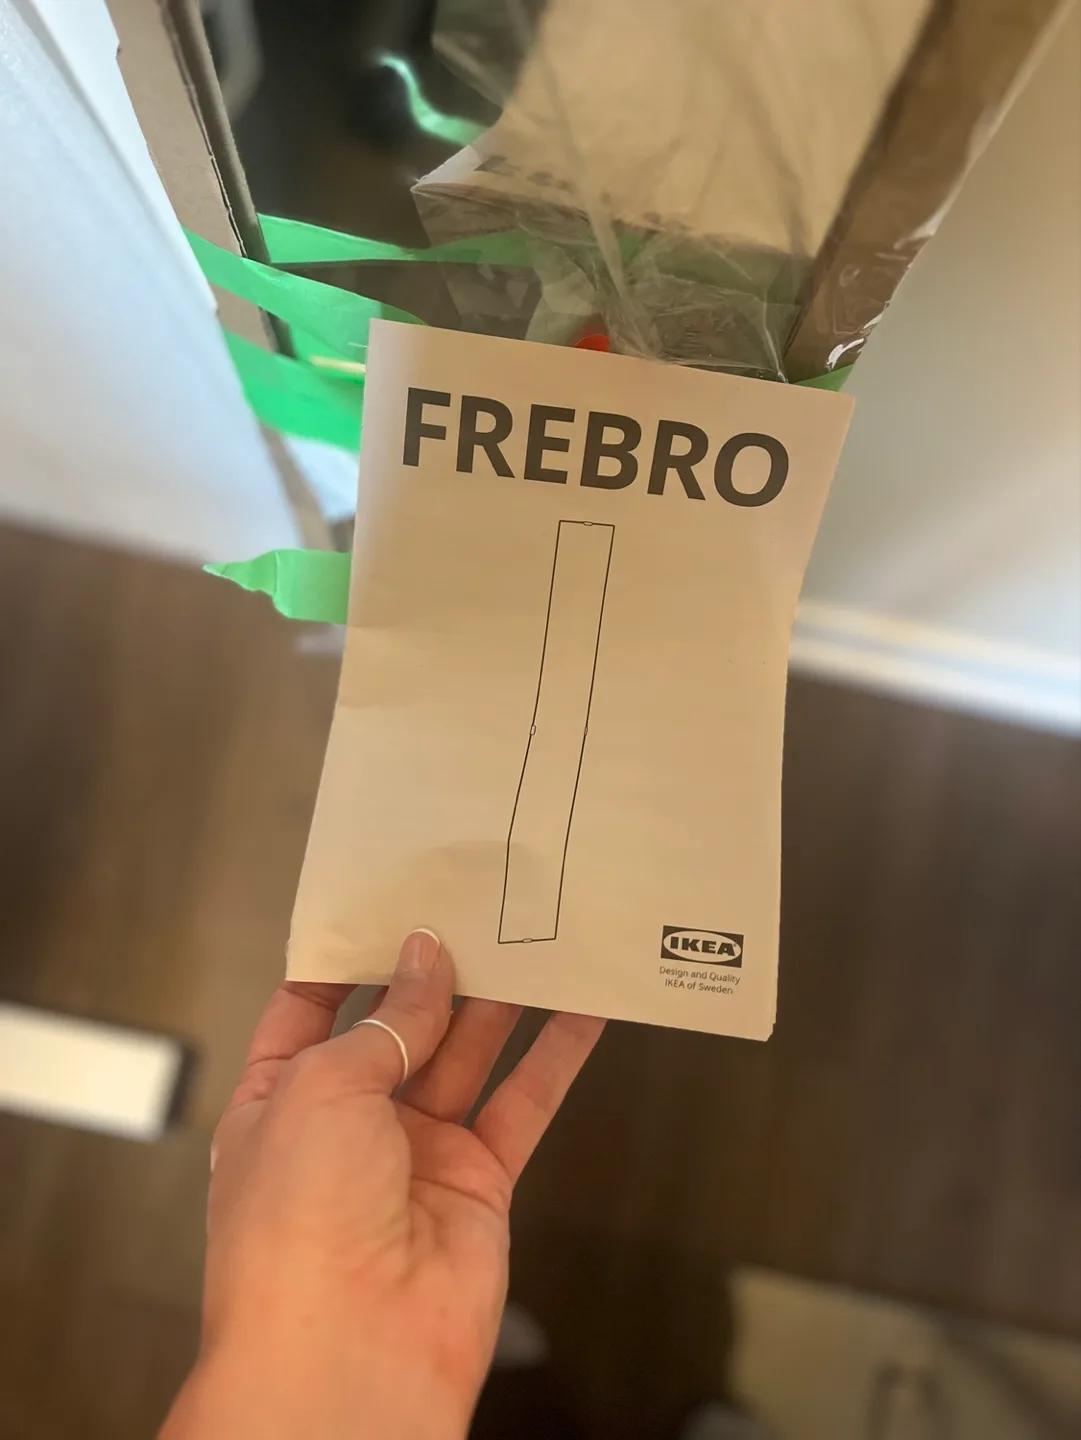 FREBRO
IKEA
Design and Quality
IKEA of Sweden